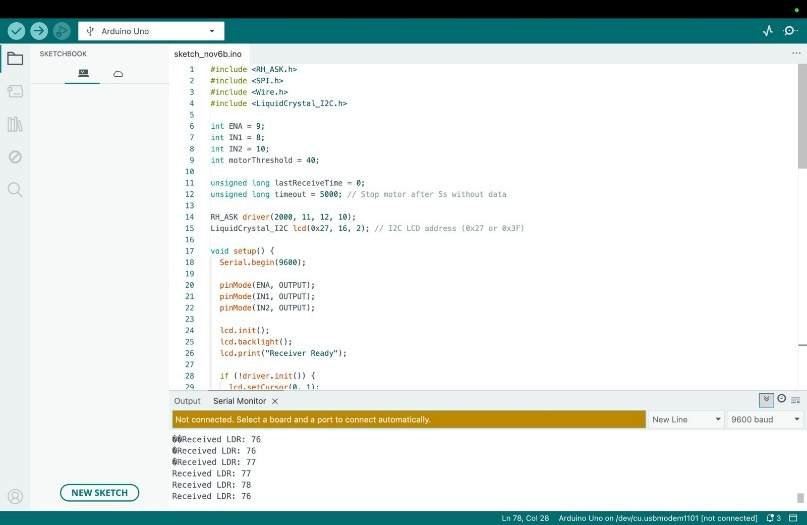 Arduino Uno
SKETCHBOOK
sketch_nov6b.ino
1 #include <RH_ASK.h>
2 #include <SPI.h>
3 #include <Wire.h>
4 #include <LiquidCrystal_I2C.h>
5
6 int ENA = 9;
7 int IN1 = 8;
8 int IN2 = 10;
9 int motorThreshold = 40;
10
11 unsigned long lastReceiveTime = 0;
12 unsigned long timeout = 5000; // Stop motor after 5s without data
13
14 RH_ASK driver(2000, 11, 12, 10);
15 LiquidCrystal_I2C lcd(0x27, 16, 2); // I2C LCD address (0x27 or 0x3F)
16
17 void setup() {
18 Serial.begin(9600);
19
20 pinMode(ENA, OUTPUT);
21 pinMode(IN1, OUTPUT);
22 pinMode(IN2, OUTPUT);
23
24 lcd.init();
25 lcd.backlight();
26 lcd.print("Receiver Ready");
27
28 if (!driver.init()) {
29 lcd.setCursor(0, 1);
Output Serial Monitor
Not connected. Select a board and a port to connect automatically.
New Line
9600 baud
��Received LDR: 76
�Received LDR: 76
�Received LDR: 77
Received LDR: 77
Received LDR: 78
Received LDR: 76
NEW SKETCH
Ln 78, Col 28 Arduino Uno on /dev/cu.usbmodem1101 [not connected] 3